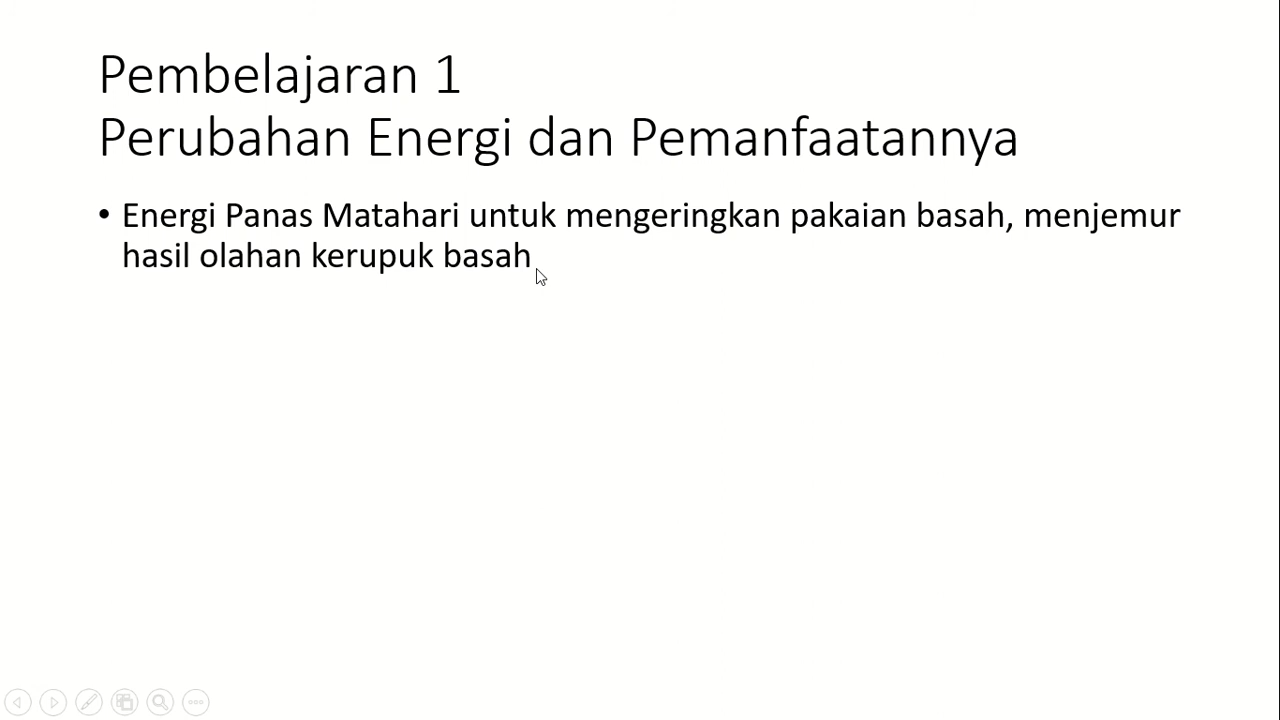 Pembelajaran 1
Perubahan Energi dan Pemanfaatannya
• Energi Panas Matahari untuk mengeringkan pakaian basah, menjemur
hasil olahan kerupuk basah